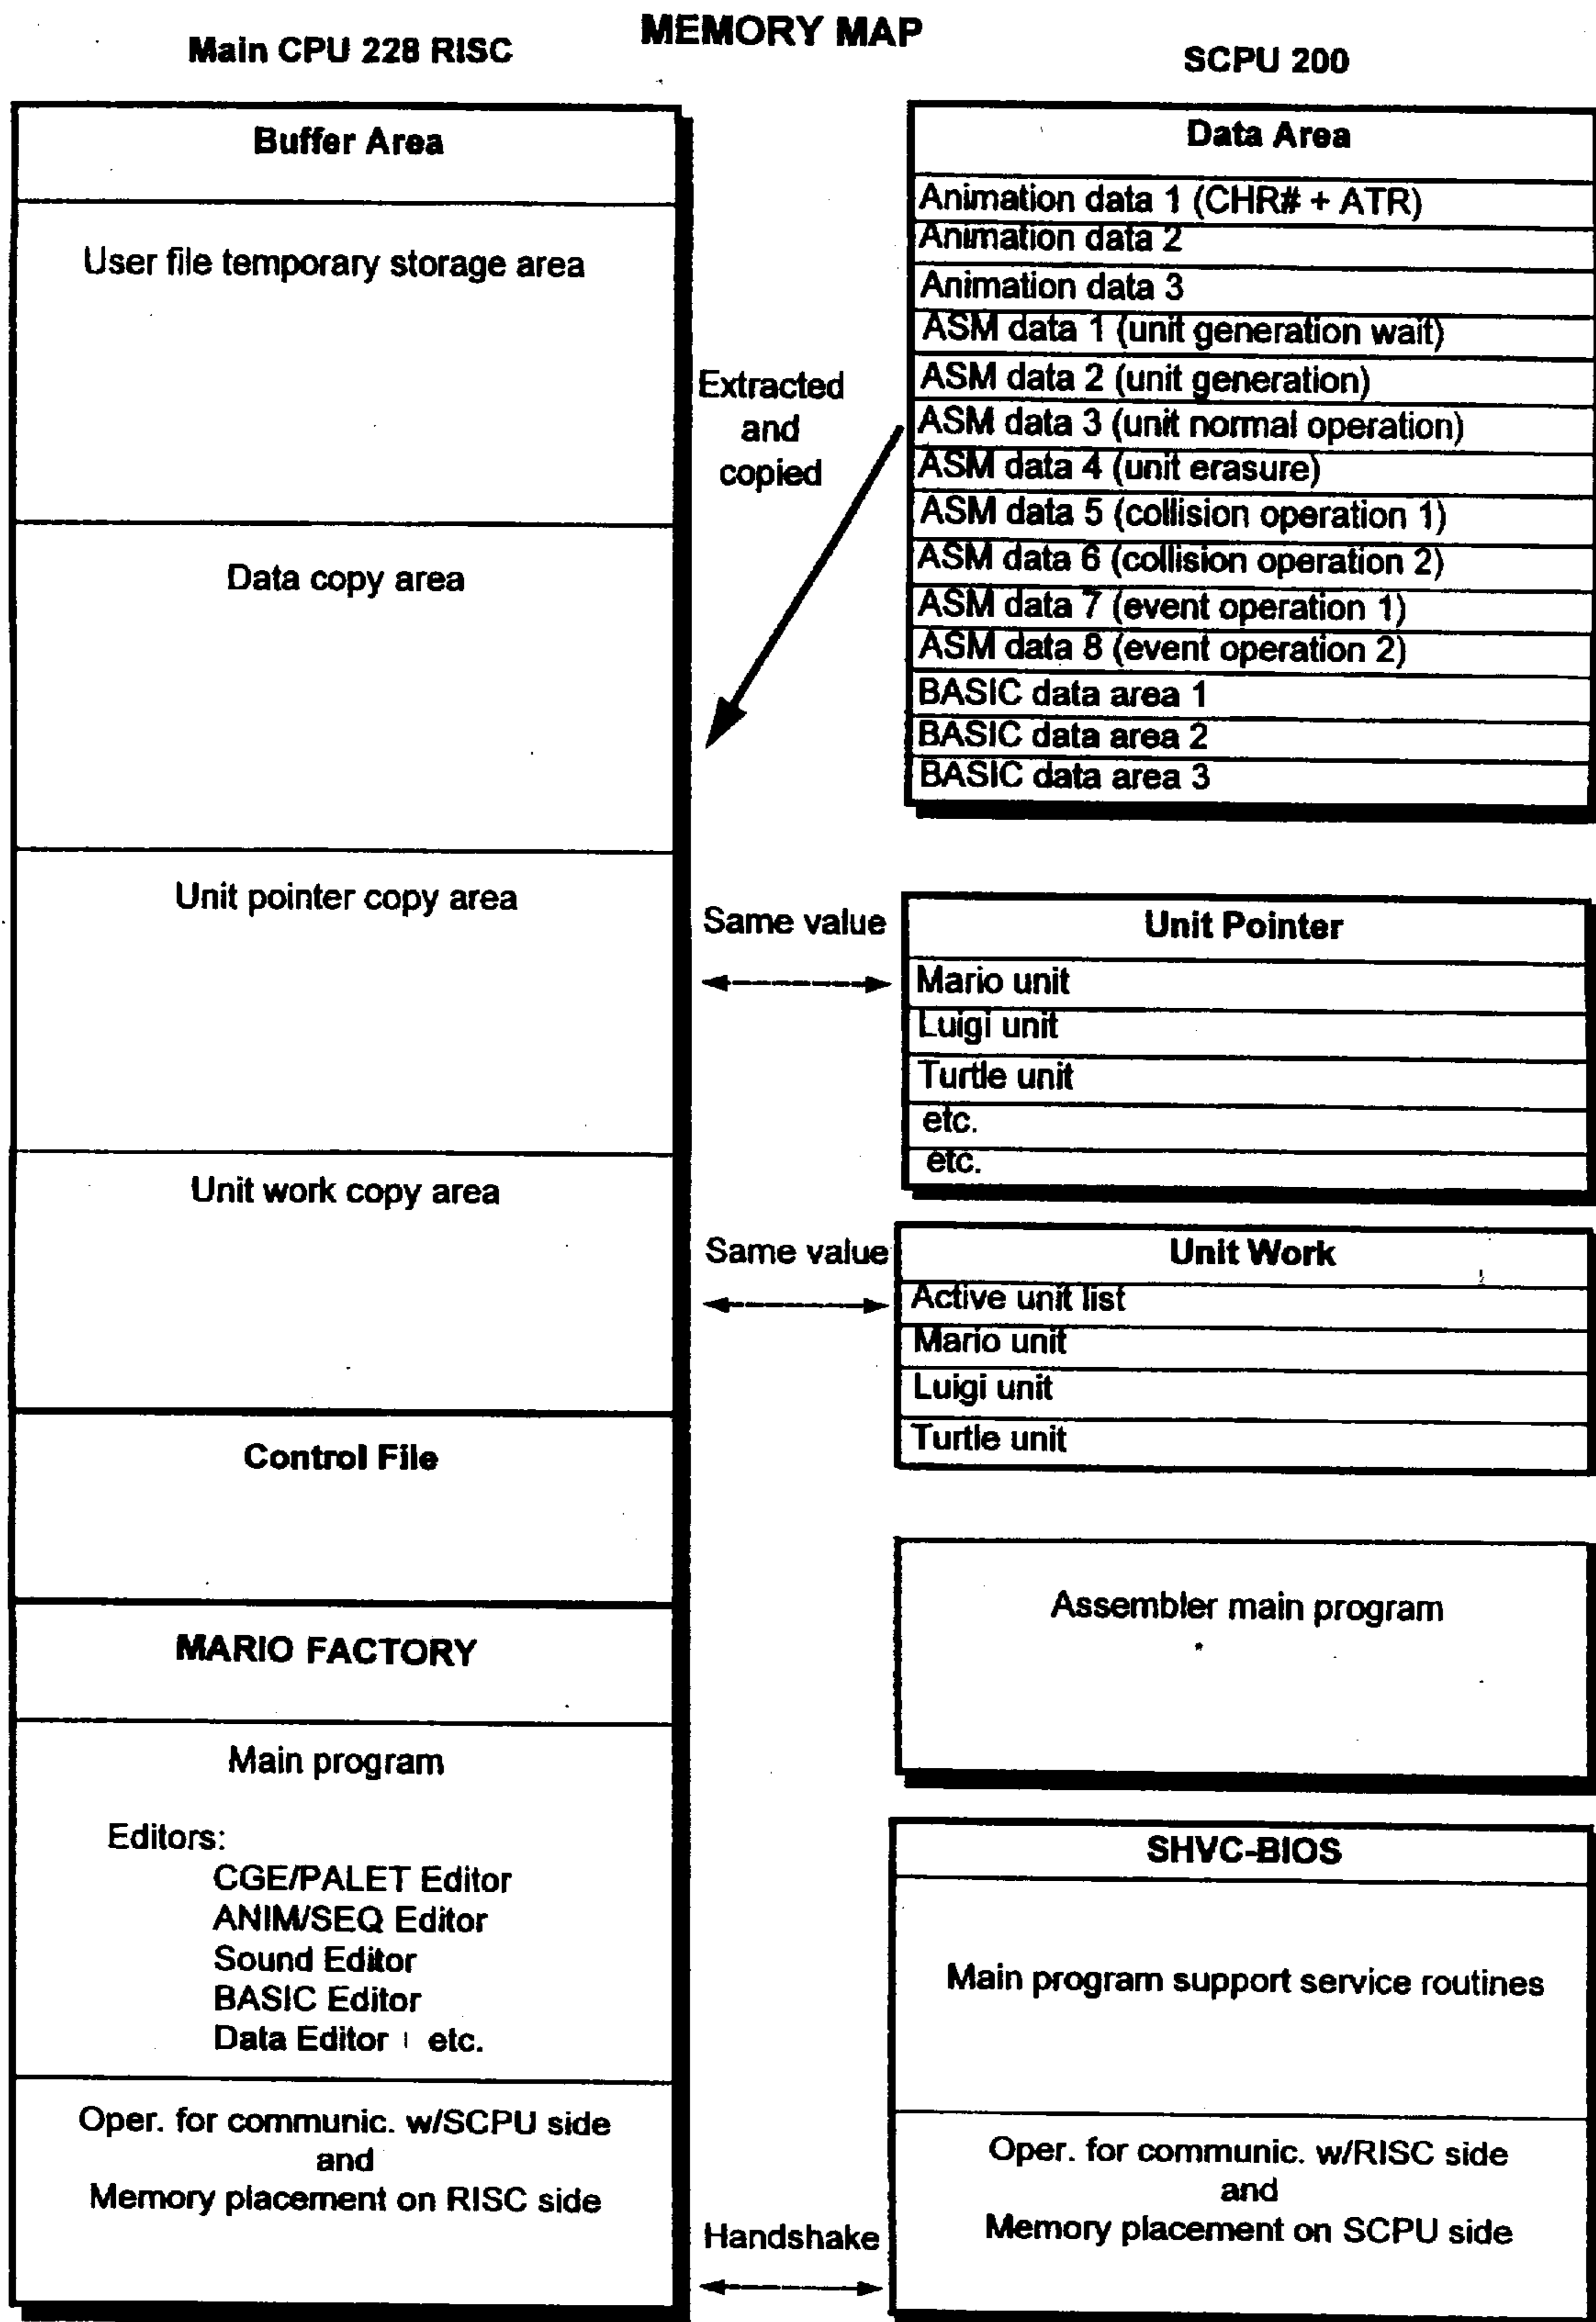 MEMORY MAP
Main CPU 228 RISC
Buffer Area
User file temporary storage area
Data copy area
Unit pointer copy area
Unit work copy area
Control File
MARIO FACTORY
Main program
Editors:
CGE/PALET Editor
ANIM/SEQ Editor
Sound Editor
BASIC Editor
Data Editor etc.
Oper. for communic. w/SCPU side
and
Memory placement on RISC side
Extracted
and
copied
Same value
Same value
Handshake
SCPU 200
Data Area
Animation data 1 (CHR# + ATR)
Animation data 2
Animation data 3
ASM data 1 (unit generation wait)
ASM data 2 (unit generation)
ASM data 3 (unit normal operation)
ASM data 4 (unit erasure)
ASM data 5 (collision operation 1)
ASM data 6 (collision operation 2)
ASM data 7 (event operation 1)
ASM data 8 (event operation 2)
BASIC data area 1
BASIC data area 2
BASIC data area 3
Unit Pointer
Mario unit
Luigi unit
Turtle unit
etc.
etc.
Unit Work
Active unit list
Mario unit
Luigi unit
Turtle unit
Assembler main program
SHVC-BIOS
Main program support service routines
Oper. for communic. w/RISC side
and
Memory placement on SCPU side